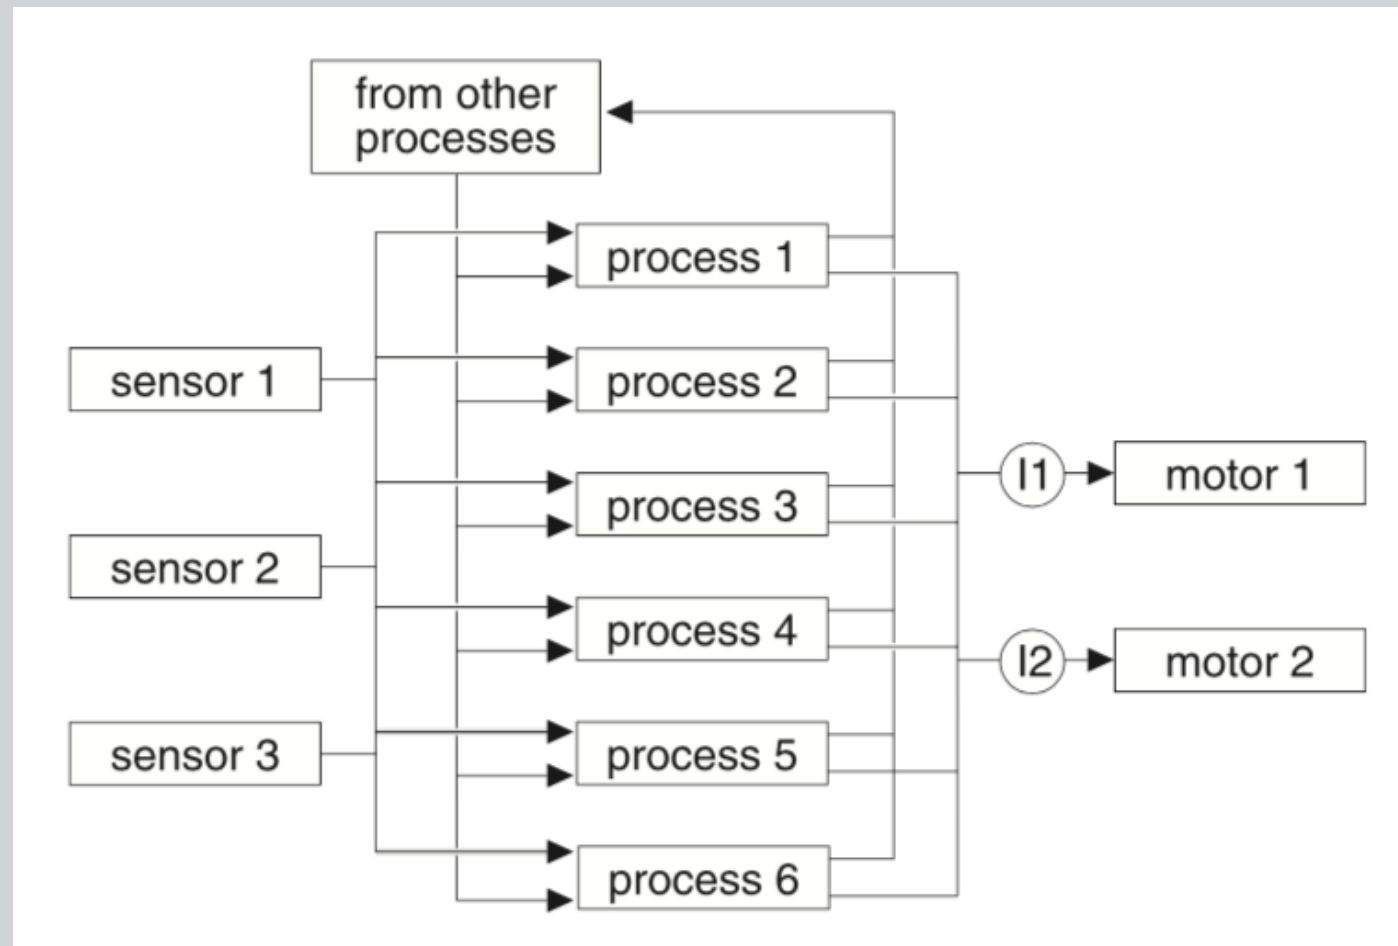 from other
processes
process 1
process 2
process 3
process 4
process 5
process 6
sensor 1
sensor 2
sensor 3
I1
motor 1
I2
motor 2